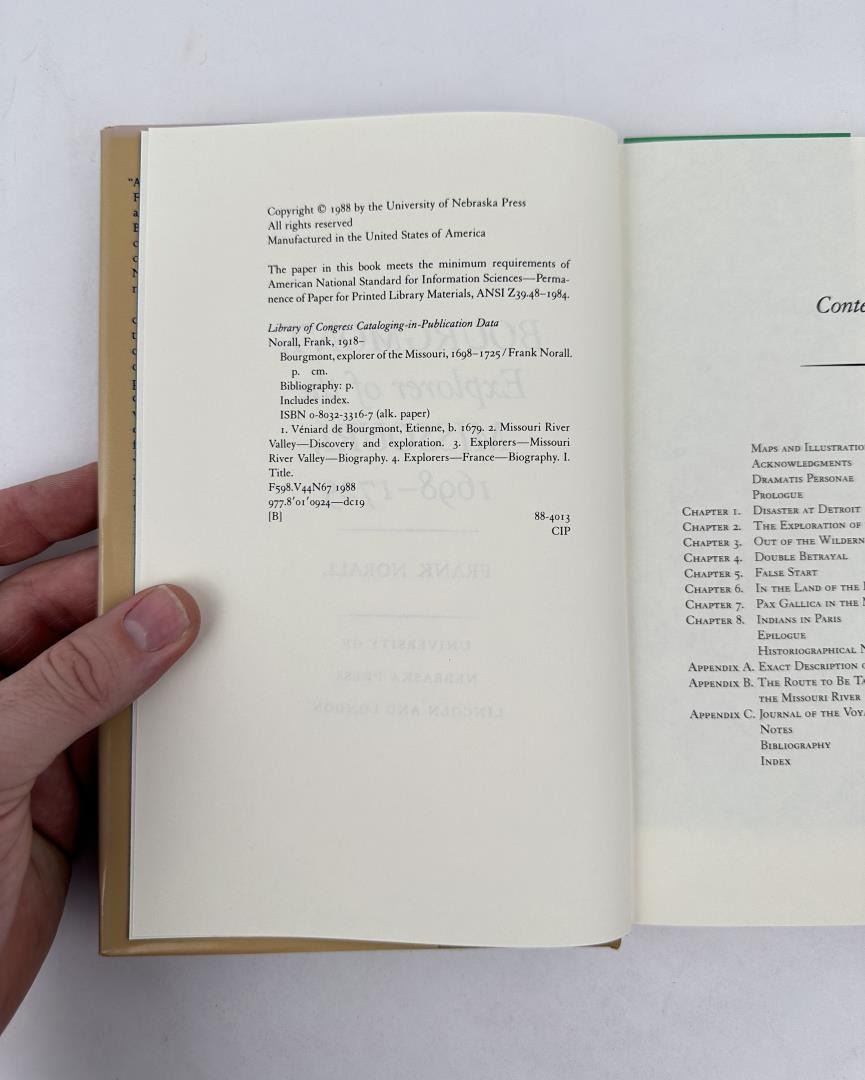 Copyright © 1988 by the University of Nebraska Press
All rights reserved
Manufactured in the United States of America
The paper in this book meets the minimum requirements of
American National Standard for Information Sciences—Perma-
nence of Paper for Printed Library Materials, ANSI Z39.48–1984.
Library of Congress Cataloging-in-Publication Data
Norall, Frank, 1918–
Bourgmont, explorer of the Missouri, 1698–1725 / Frank Norall.
p. cm.
Bibliography: p.
Includes index.
ISBN 0-8032-3316-7 (alk. paper)
1. Véniard de Bourgmont, Etienne, b. 1679. 2. Missouri River
Valley—Discovery and exploration. 3. Explorers—Missouri
River Valley—Biography. 4. Explorers—France—Biography. I.
Title.
F598.V44N67 1988
977.8'01'0924—dc19
[B] 88-4013
CIP
Maps and
Acknowledgments
Dramatis Personae
Prologue
Chapter 1. Disaster at Detroit
Chapter 2. The Exploration of
Chapter 3. Out of the
Chapter 4. Double Betrayal
Chapter 5. False Start
Chapter 6. In the Land of the
Chapter 7. Pax Gallica in the
Chapter 8. Indians in Paris
Epilogue
Historiographical
Appendix A. Exact Description
Appendix B. The Route to Be
the Missouri River
Appendix C. Journal of the
Notes
Bibliography
Index